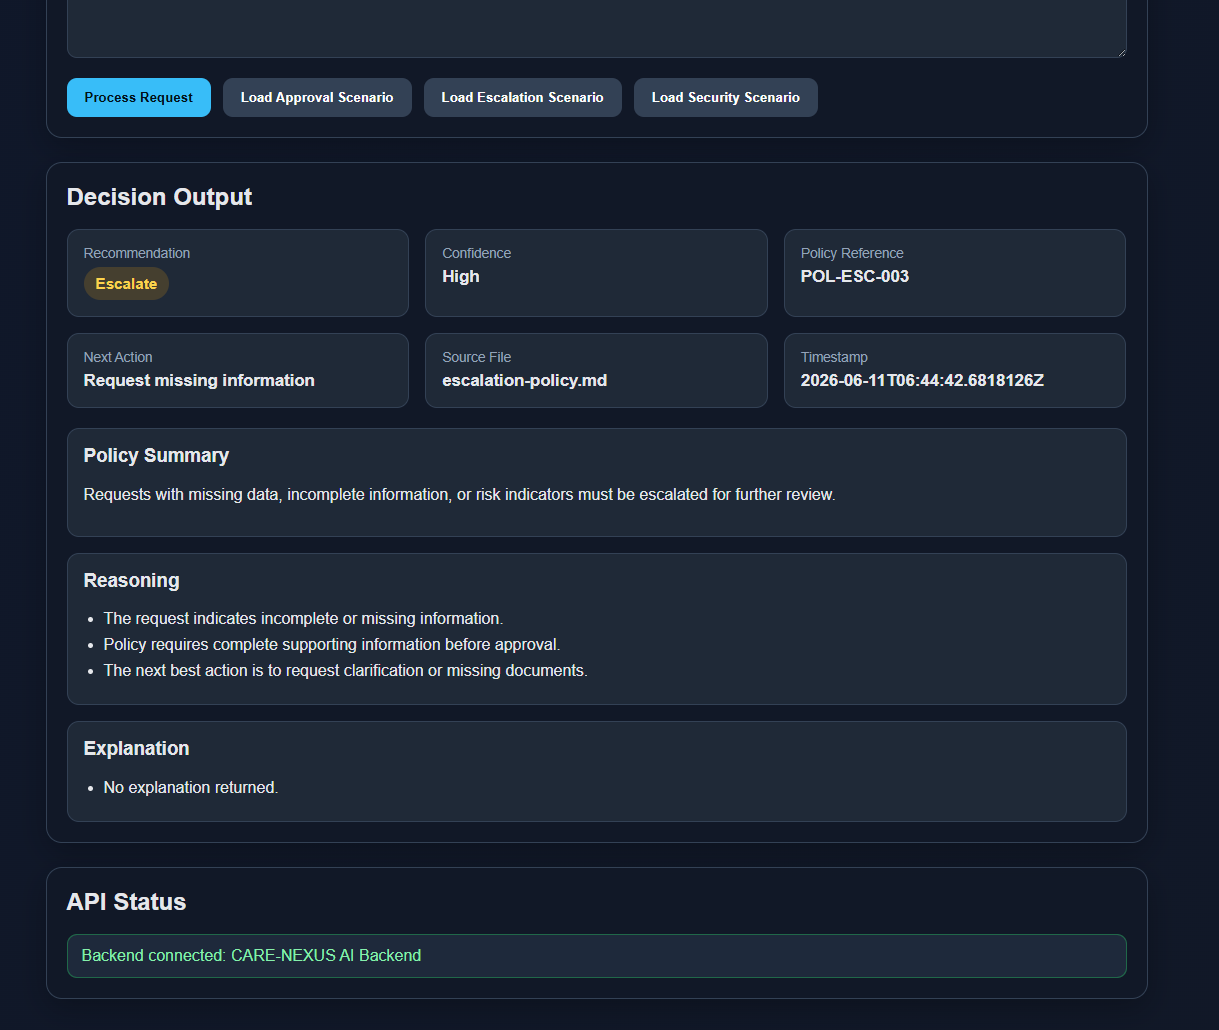 Process Request
Load Approval Scenario
Load Escalation Scenario
Load Security Scenario
Decision Output
Recommendation
Escalate
Confidence
High
Policy Reference
POL-ESC-003
Next Action
Request missing information
Source File
escalation-policy.md
Timestamp
2026-06-11T06:44:42.6818126Z
Policy Summary
Requests with missing data, incomplete information, or risk indicators must be escalated for further review.
Reasoning
• The request indicates incomplete or missing information.
• Policy requires complete supporting information before approval.
• The next best action is to request clarification or missing documents.
Explanation
• No explanation returned.
API Status
Backend connected: CARE-NEXUS AI Backend